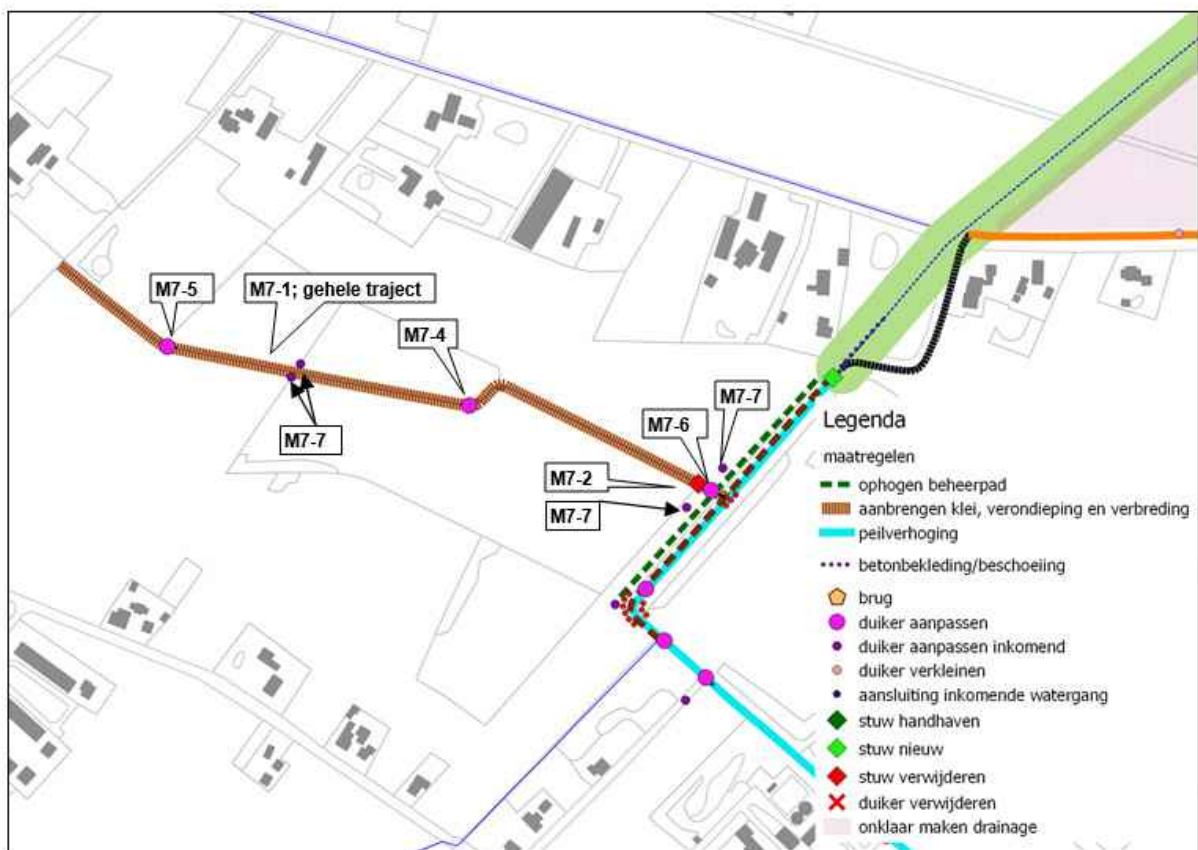 M7-5
M7-1; gehele traject
M7-4
M7-7
M7-6
M7-7
M7-2
M7-7
Legenda
maatregelen
ophogen beheerpad
aanbrengen klei, verondieping en verbreding
peilverhoging
betonbekleding/beschoeiing
brug
duiker aanpassen
duiker aanpassen inkomend
duiker verkleinen
aansluiting inkomende watergang
stuw handhaven
stuw nieuw
stuw verwijderen
duiker verwijderen
onklaar maken drainage